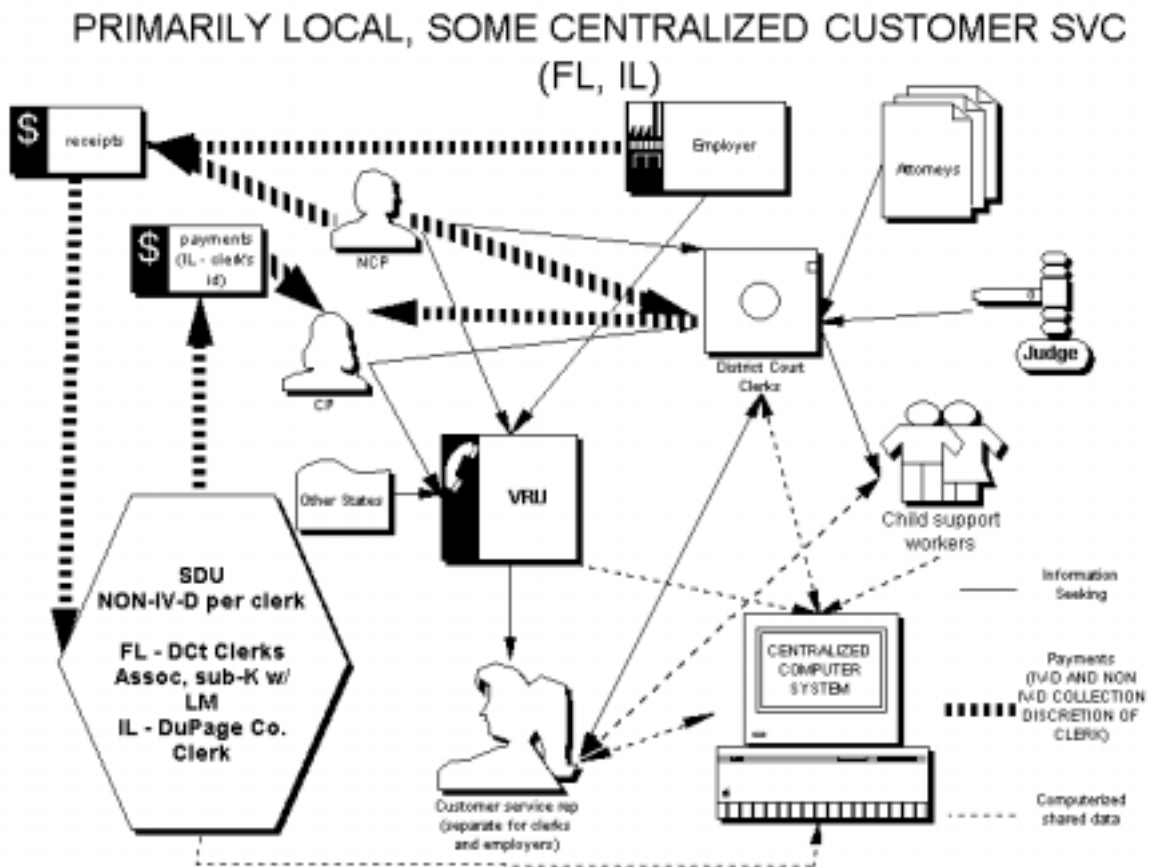 PRIMARILY LOCAL, SOME CENTRALIZED CUSTOMER SVC
(FL, IL)
$
receipts
Employer
Attorneys
$
payments
(IL - clerk's
id)
NCP
District Court
Clerks
Judge
CP
Other States
VRU
Child support
workers
SDU
NON-IV-D per clerk
FL - DCt Clerks
Assoc, sub-K w/
LM
IL - DuPage Co.
Clerk
CENTRALIZED
COMPUTER
SYSTEM
Customer service rep
(separate for clerks
and employers)
Information
Seeking
Payments
(IV-D AND NON
IV-D COLLECTION
DISCRETION OF
CLERK)
Computerized
shared data